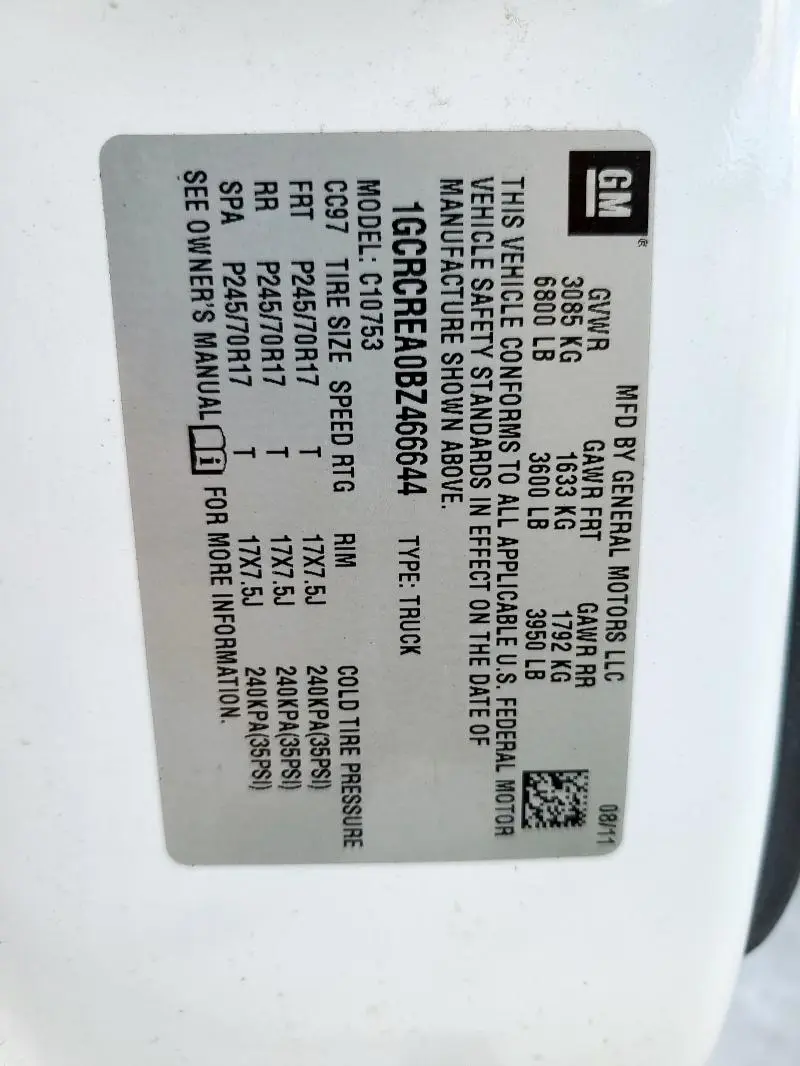 GM®
MFD BY GENERAL MOTORS LLC 08/11
GVWR GAWR FRT GAWR RR
3085 KG 1633 KG 1792 KG
6800 LB 3600 LB 3950 LB
THIS VEHICLE CONFORMS TO ALL APPLICABLE U.S. FEDERAL MOTOR
VEHICLE SAFETY STANDARDS IN EFFECT ON THE DATE OF
MANUFACTURE SHOWN ABOVE.
1GCRCREA0BZ466644 TYPE: TRUCK
MODEL: C10753
CC97 TIRE SIZE SPEED RTG RIM COLD TIRE PRESSURE
FRT P245/70R17 T 17X7.5J 240KPA(35PSI)
RR P245/70R17 T 17X7.5J 240KPA(35PSI)
SPA P245/70R17 T 17X7.5J 240KPA(35PSI)
SEE OWNER'S MANUAL i FOR MORE INFORMATION.